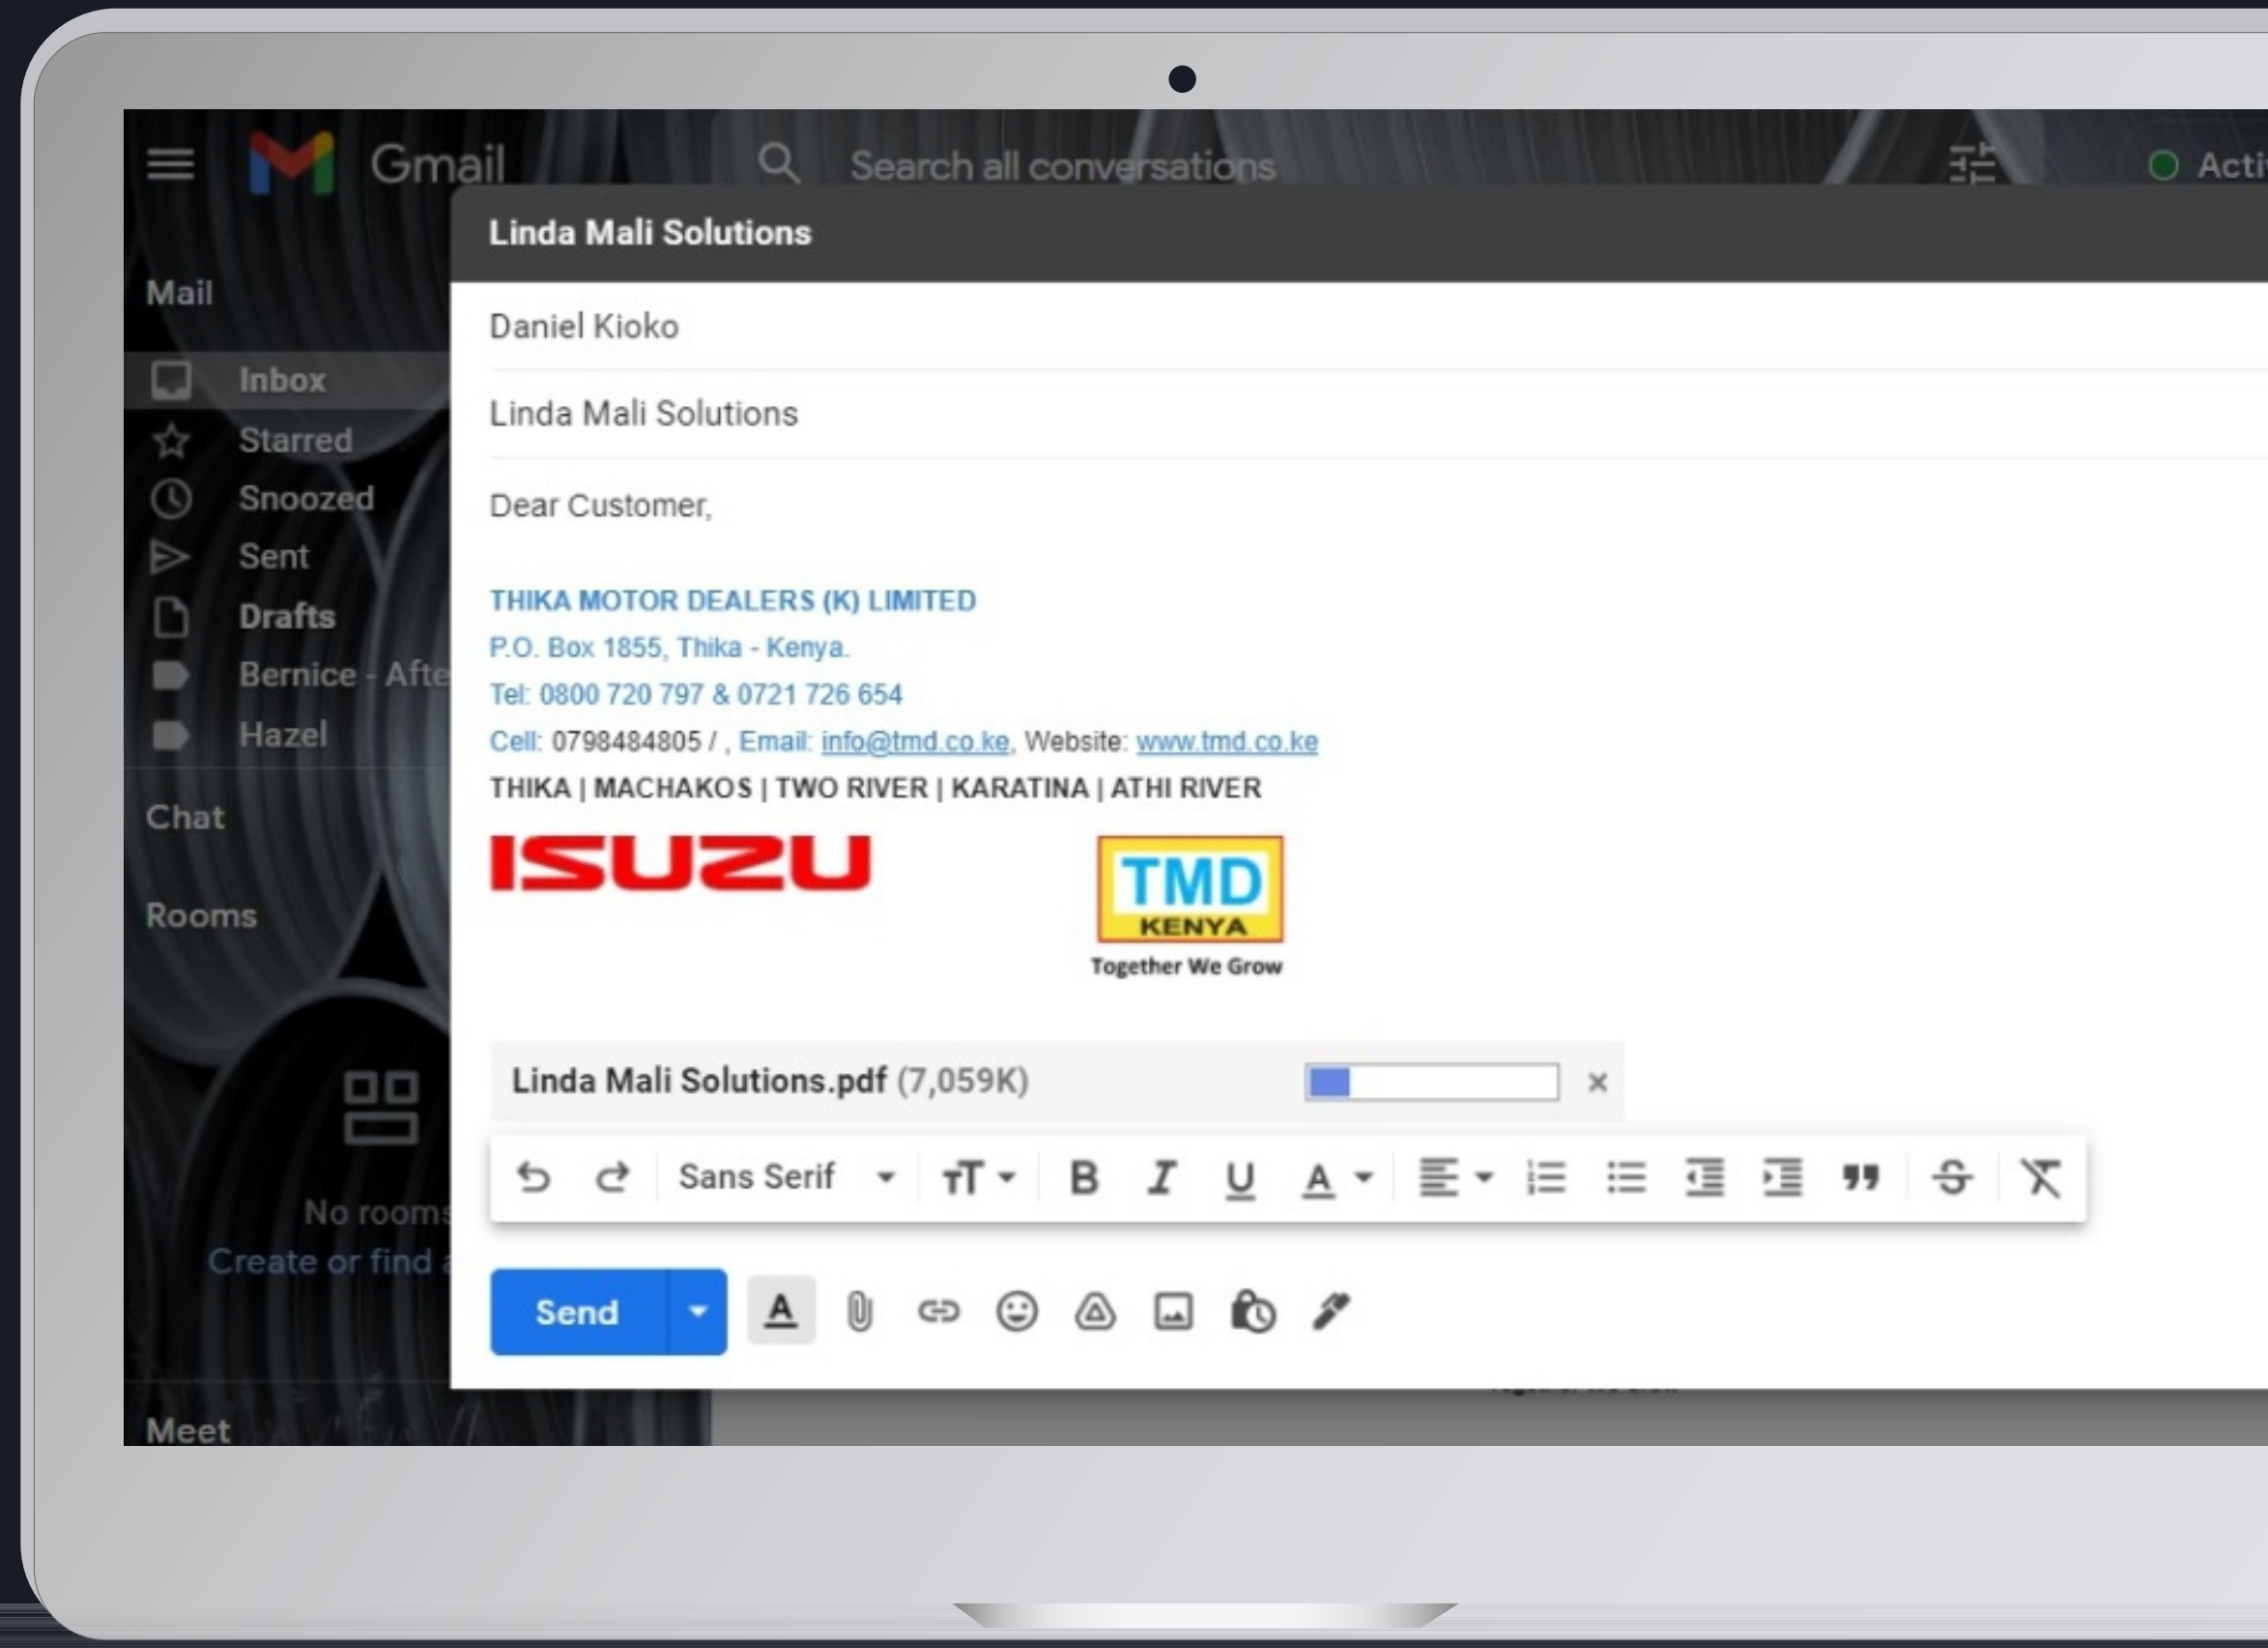 Gmail
Search all conversations
Linda Mali Solutions
Mail
Inbox
Starred
Snoozed
Sent
Drafts
Bernice -
Hazel
Chat
Rooms
No rooms
Create or find
Meet
Daniel Kioko
Linda Mali Solutions
Dear Customer,
THIKA MOTOR DEALERS (K) LIMITED
P.O. Box 1855, Thika - Kenya.
Tel: 0800 720 797 & 0721 726 654
Cell: 0798484805 / , Email: info@tmd.co.ke, Website: www.tmd.co.ke
THIKA | MACHAKOS | TWO RIVER | KARATINA | ATHI RIVER
ISUZU
TMD
KENYA
Together We Grow
Linda Mali Solutions.pdf (7,059K)
Sans Serif
Send